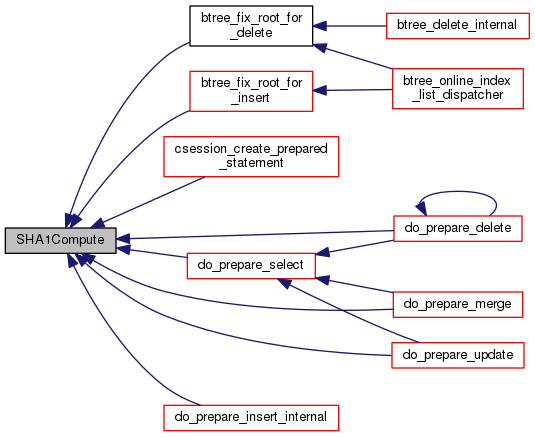 btree_fix_root_for
_delete
btree_delete_internal
btree_fix_root_for
_insert
btree_online_index
_list_dispatcher
csession_create_prepared
_statement
SHA1Compute
do_prepare_delete
do_prepare_select
do_prepare_merge
do_prepare_update
do_prepare_insert_internal